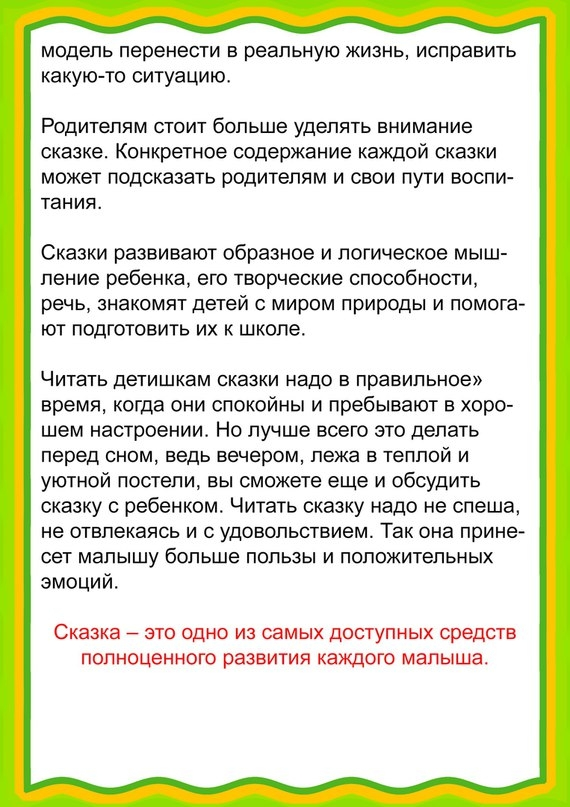 модель перенести в реальную жизнь, исправить
какую-то ситуацию.
Родителям стоит больше уделять внимание
сказке. Конкретное содержание каждой сказки
может подсказать родителям и свои пути воспи-
тания.
Сказки развивают образное и логическое мыш-
ление ребенка, его творческие способности,
речь, знакомят детей с миром природы и помога-
ют подготовить их к школе.
Читать детишкам сказки надо в правильное»
время, когда они спокойны и пребывают в хоро-
шем настроении. Но лучше всего это делать
перед сном, ведь вечером, лежа в теплой и
уютной постели, вы сможете еще и обсудить
сказку с ребенком. Читать сказку надо не спеша,
не отвлекаясь и с удовольствием. Так она прине-
сет малышу больше пользы и положительных
эмоций.
Сказка – это одно из самых доступных средств
полноценного развития каждого малыша.